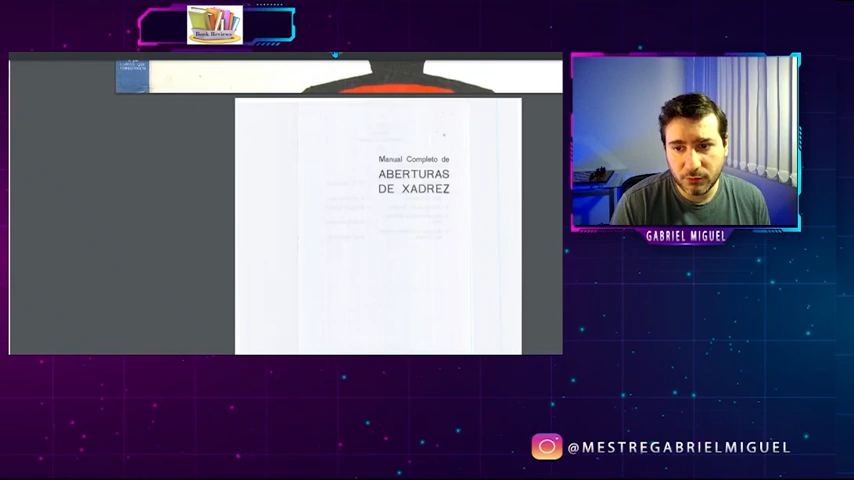 Book Reviews
Manual Completo de
ABERTURAS
DE XADREZ
GABRIEL MIGUEL
@MESTREGABRIELMIGUEL